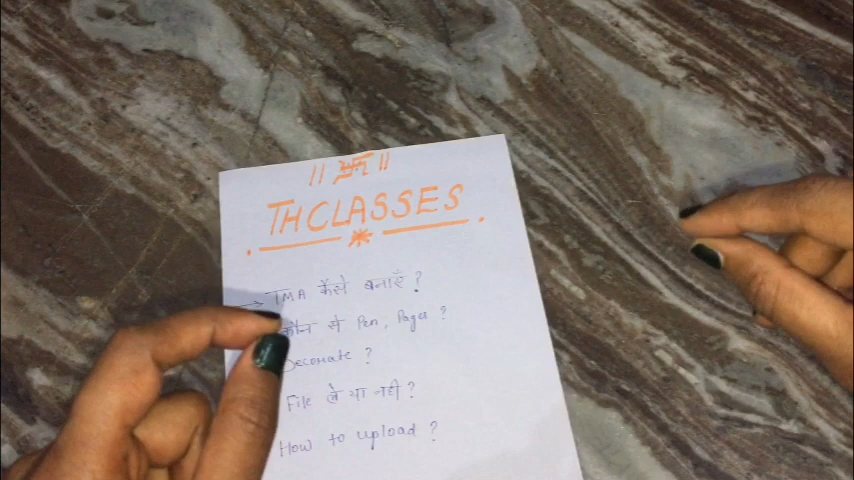 THCLASSES
→ TMA कैसे बनाएँ ?
कौन से Pen, Pages ?
Decorate ?
File ले या नही ?
How to upload ?